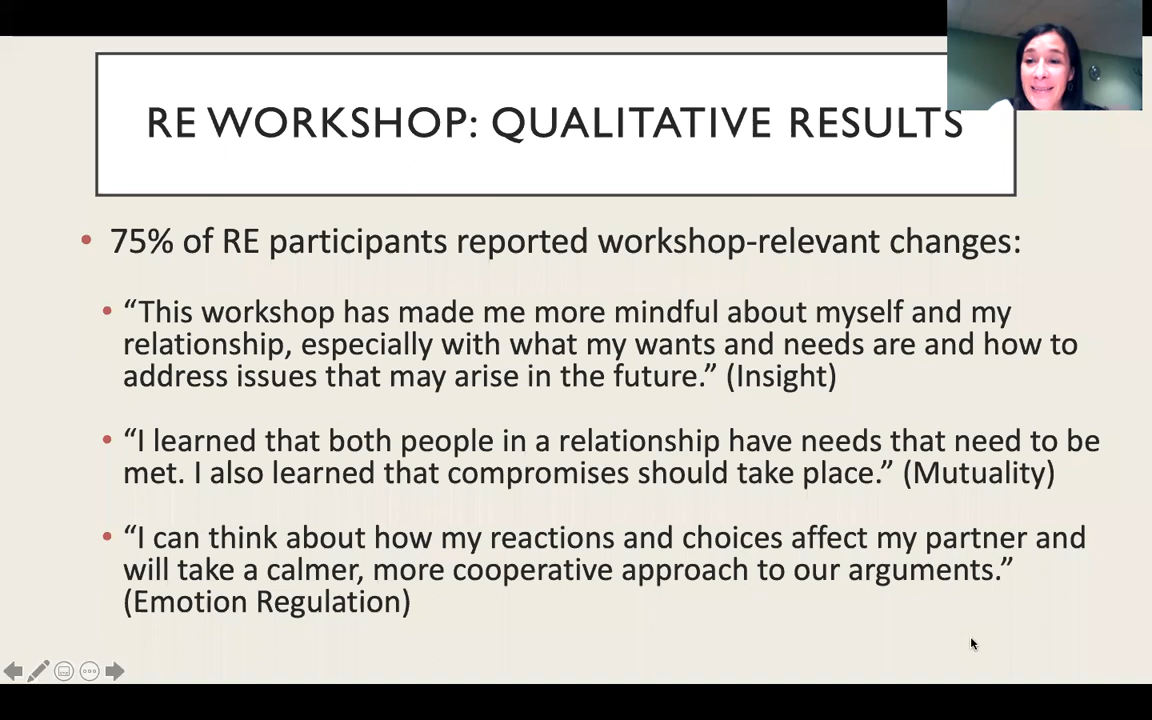 RE WORKSHOP: QUALITATIVE RESULTS
• 75% of RE participants reported workshop-relevant changes:
• “This workshop has made me more mindful about myself and my
relationship, especially with what my wants and needs are and how to
address issues that may arise in the future.” (Insight)
• “I learned that both people in a relationship have needs that need to be
met. I also learned that compromises should take place.” (Mutuality)
• “I can think about how my reactions and choices affect my partner and
will take a calmer, more cooperative approach to our arguments.”
(Emotion Regulation)